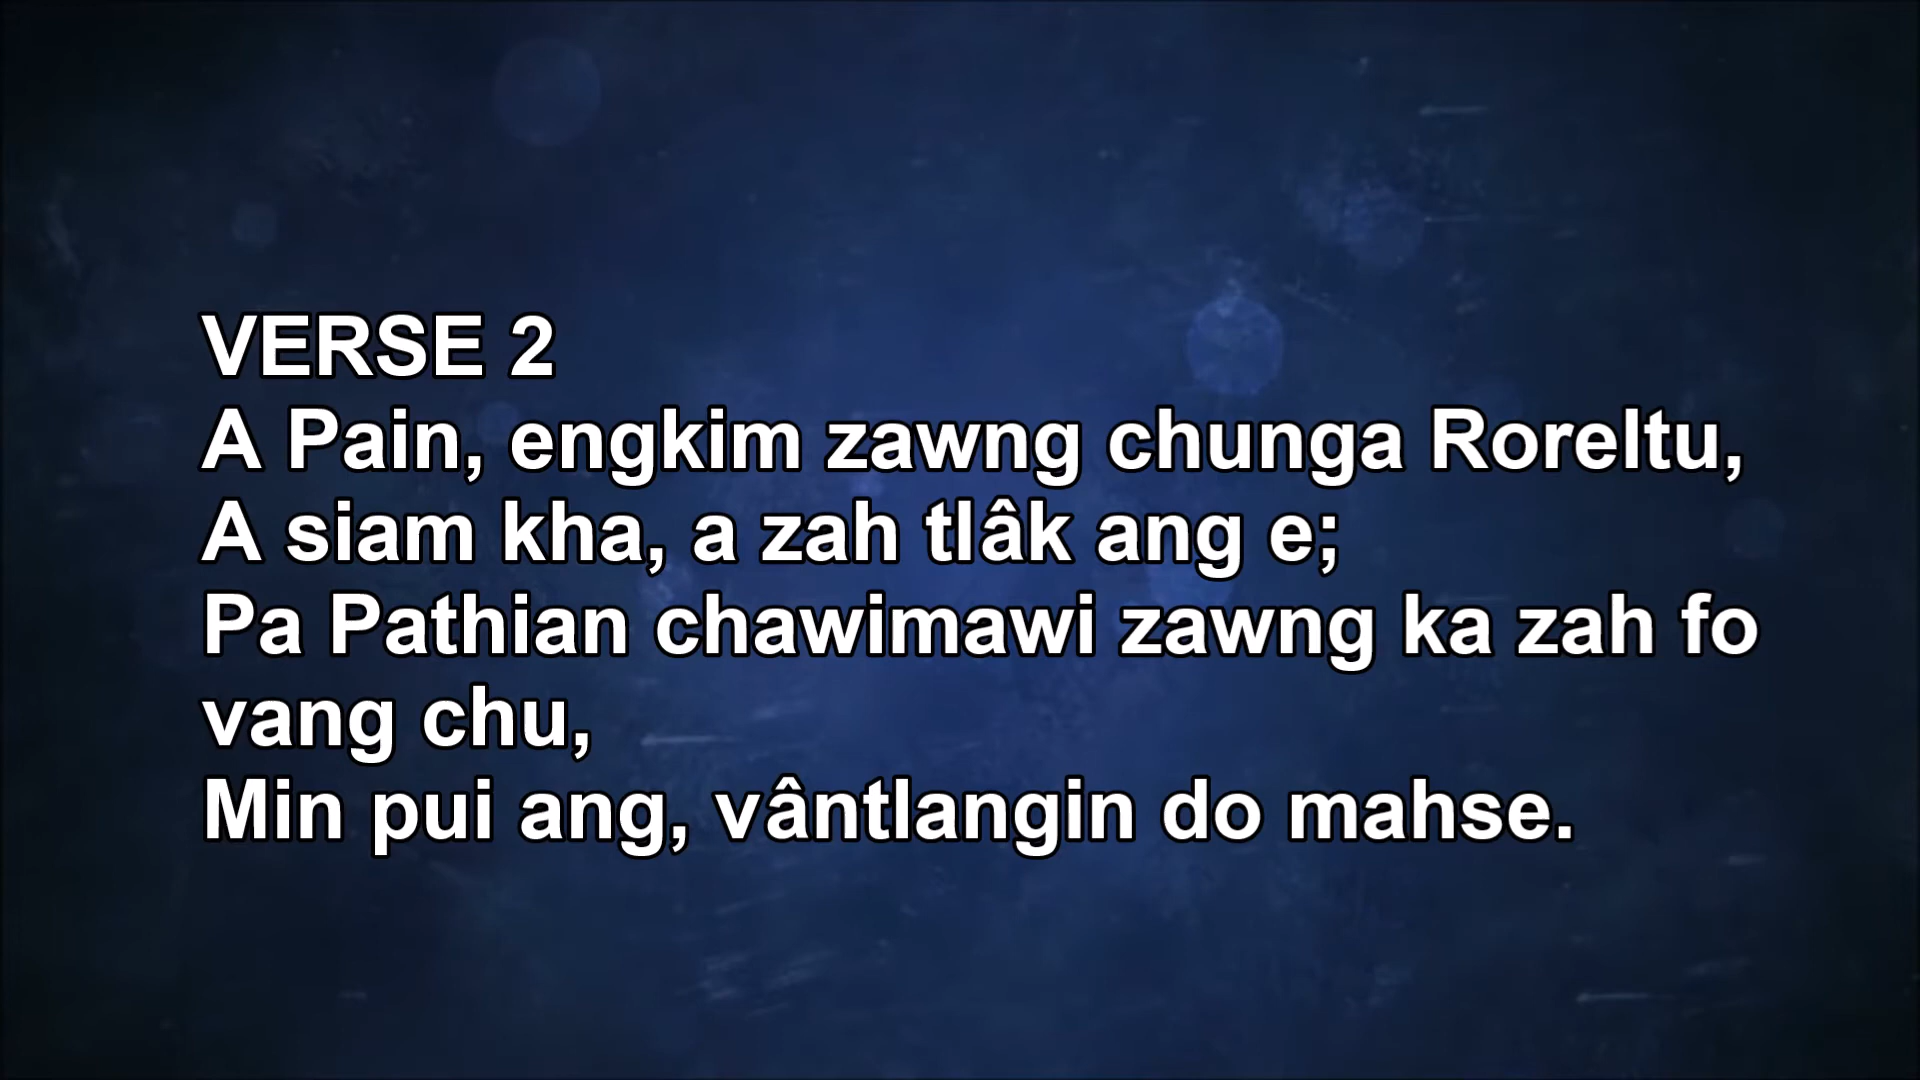 VERSE 2
A Pain, engkim zawng chunga Roreltu,
A siam kha, a zah tlâk ang e;
Pa Pathian chawimawi zawng ka zah fo
vang chu,
Min pui ang, vântlangin do mahse.